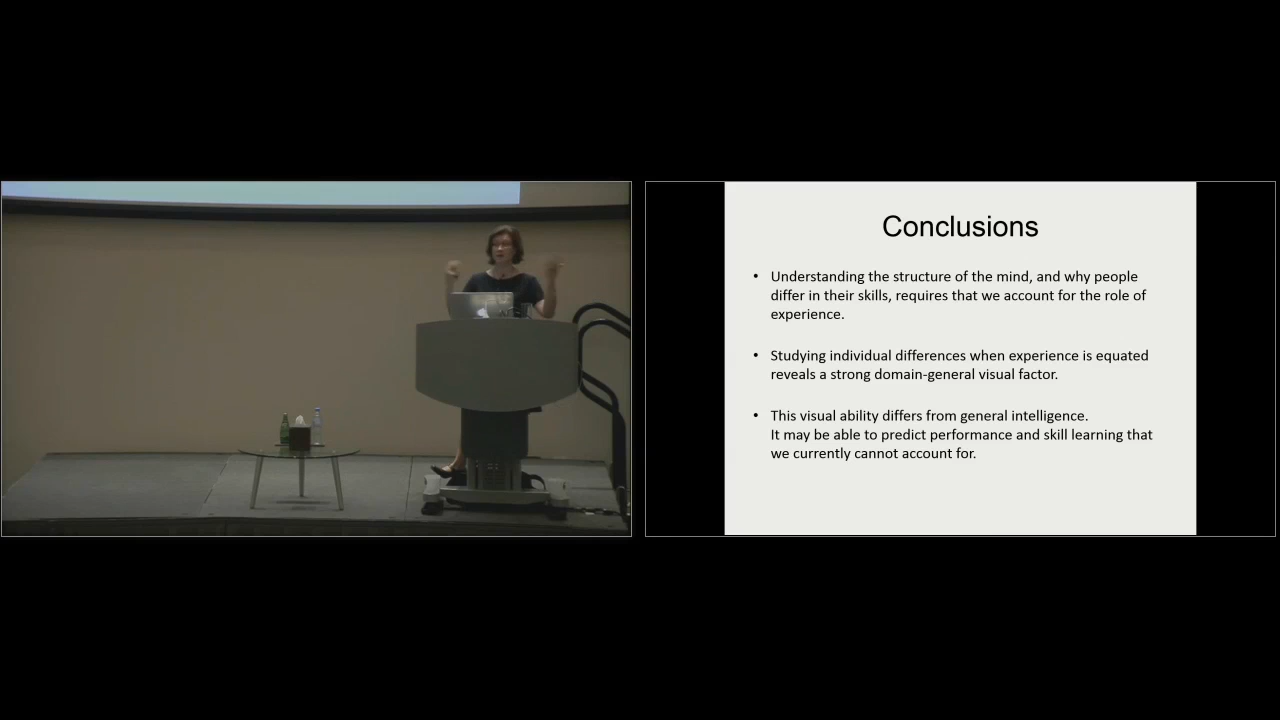 Conclusions
• Understanding the structure of the mind, and why people
differ in their skills, requires that we account for the role of
experience.
• Studying individual differences when experience is equated
reveals a strong domain-general visual factor.
• This visual ability differs from general intelligence.
It may be able to predict performance and skill learning that
we currently cannot account for.